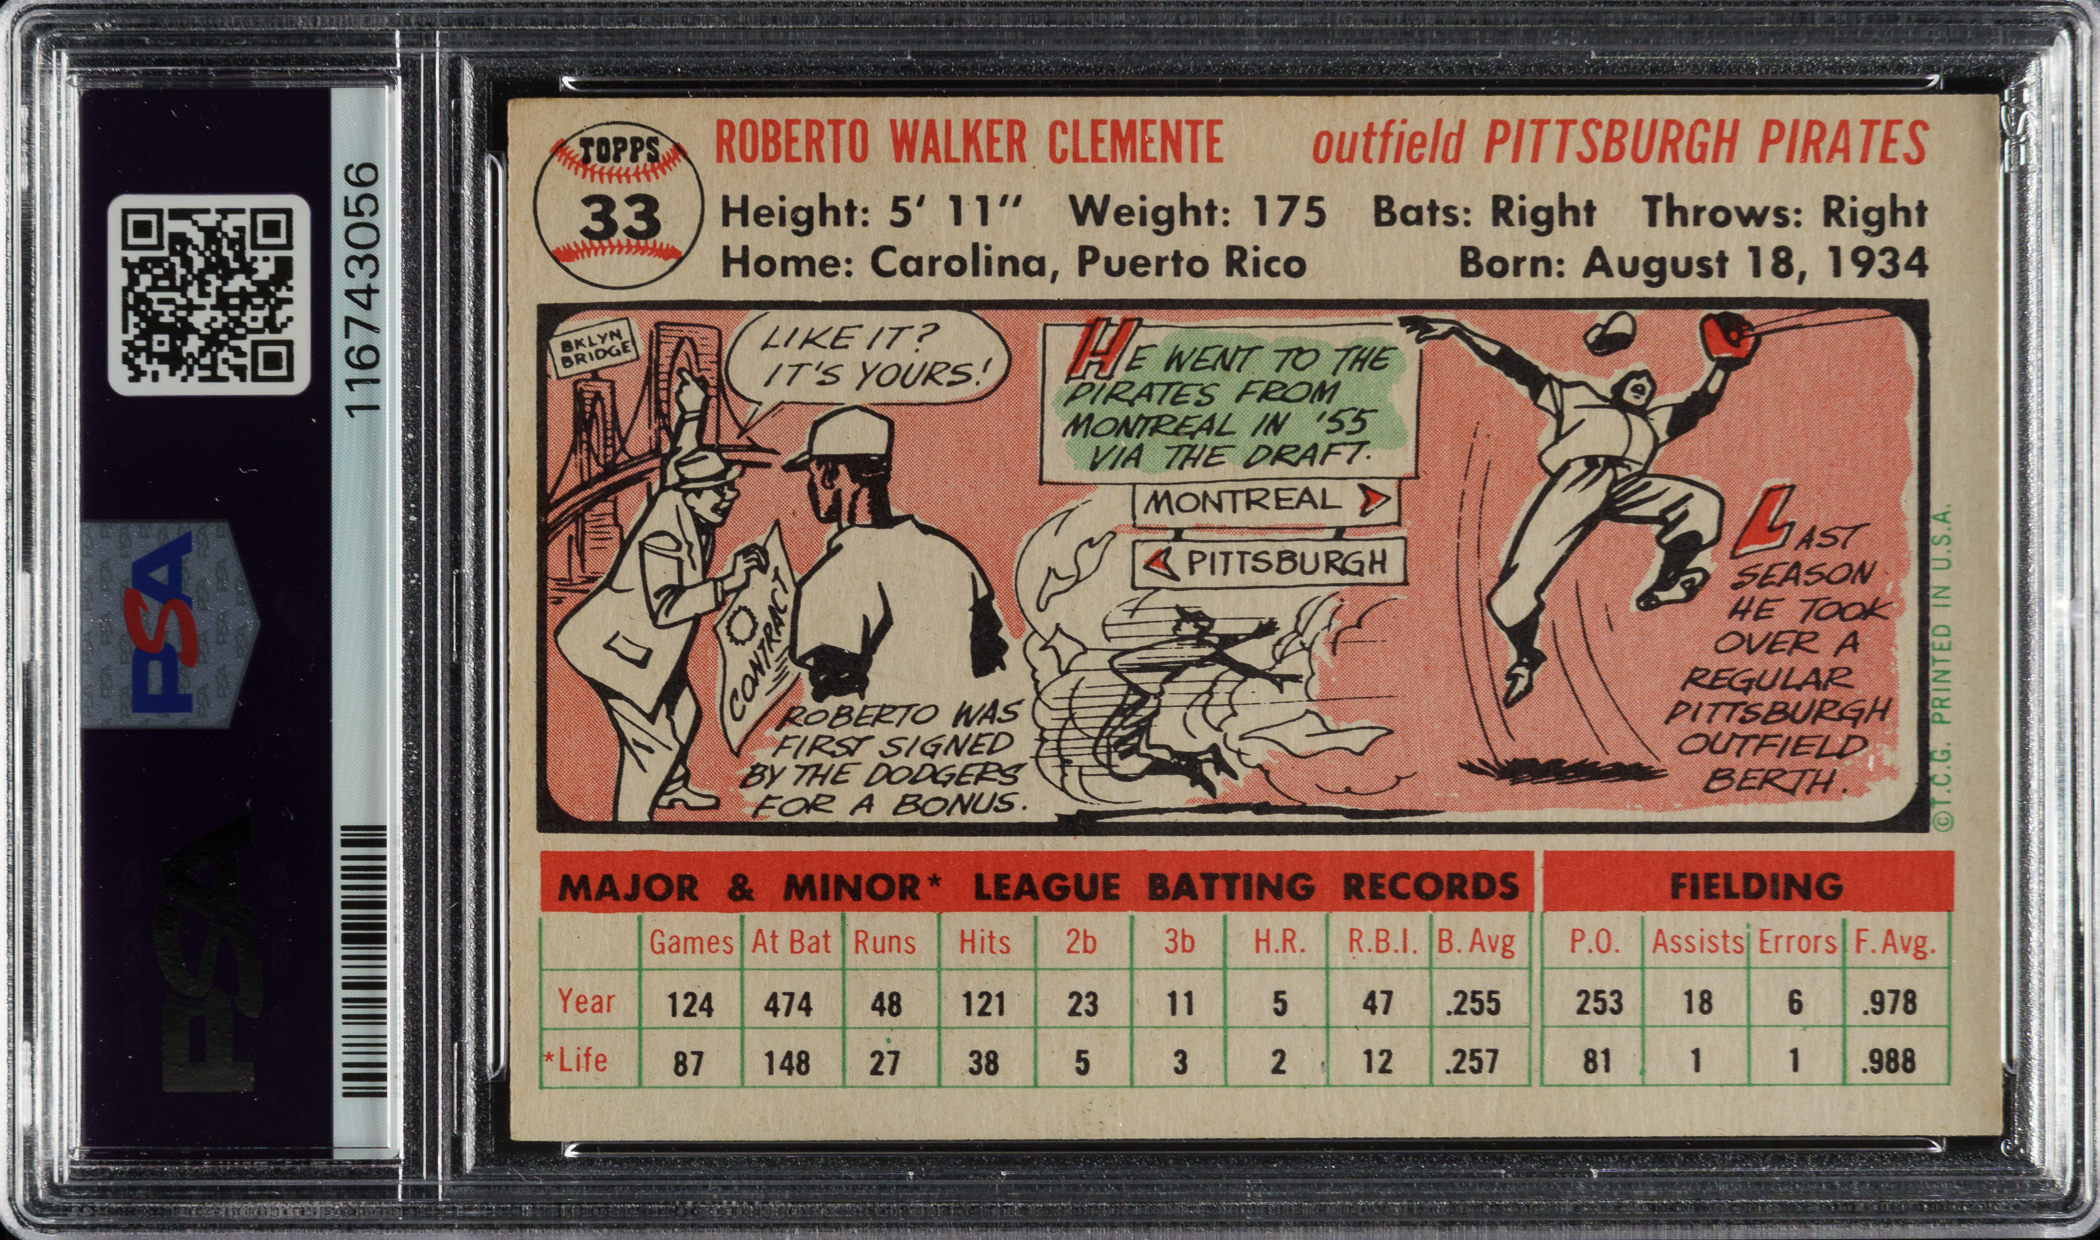 PSA
116743056
PSA
TOPPS
33
ROBERTO WALKER CLEMENTE outfield PITTSBURGH PIRATES
Height: 5' 11" Weight: 175 Bats: Right Throws: Right
Home: Carolina, Puerto Rico Born: August 18, 1934
BKLYN
BRIDGE
LIKE IT?
IT'S YOURS!
CONTRACT
ROBERTO WAS
FIRST SIGNED
BY THE DODGERS
FOR A BONUS.
HE WENT TO THE
PIRATES FROM
MONTREAL IN '55
VIA THE DRAFT.
MONTREAL
PITTSBURGH
LAST
SEASON
HE TOOK
OVER A
REGULAR
PITTSBURGH
OUTFIELD
BERTH.
©T.C.G. PRINTED IN U.S.A.
MAJOR & MINOR* LEAGUE BATTING RECORDS FIELDING
Games At Bat Runs Hits 2b 3b H.R. R.B.I. B. Avg P.O. Assists Errors F. Avg.
Year 124 474 48 121 23 11 5 47 .255 253 18 6 .978
*Life 87 148 27 38 5 3 2 12 .257 81 1 1 .988